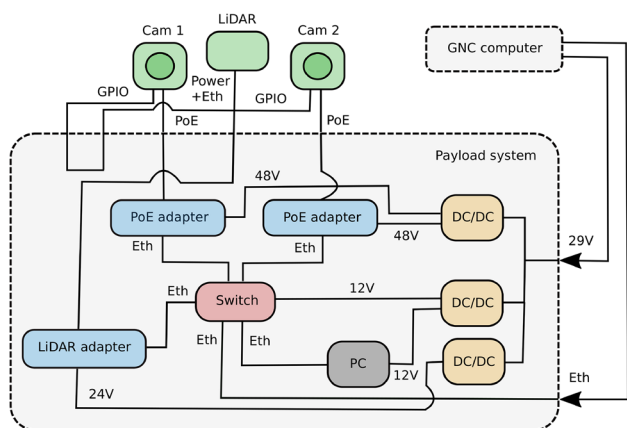 LiDAR
Cam 1
Cam 2
GNC computer
Power
+Eth
GPIO
GPIO
PoE
PoE
Payload system
48V
PoE adapter
PoE adapter
DC/DC
48V
29V
Eth
Eth
Eth
12V
Switch
DC/DC
Eth
Eth
LiDAR adapter
PC
DC/DC
12V
Eth
24V